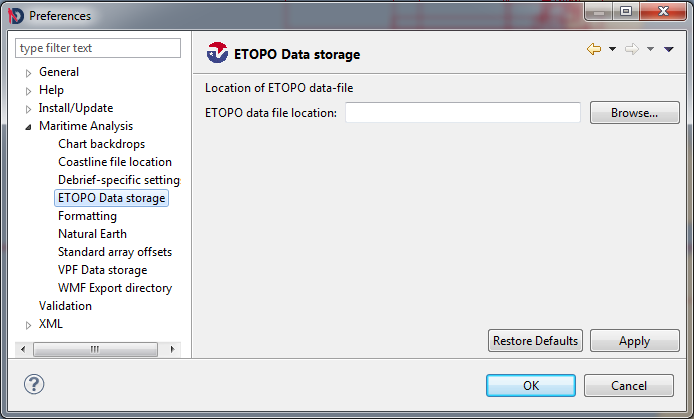 Preferences
type filter text
General
Help
Install/Update
Maritime Analysis
Chart backdrops
Coastline file location
Debrief-specific setting
ETOPO Data storage
Formatting
Natural Earth
Standard array offsets
VPF Data storage
WMF Export directory
Validation
XML
ETOPO Data storage
Location of ETOPO data-file
ETOPO data file location:
Browse...
Restore Defaults
Apply
?
OK
Cancel